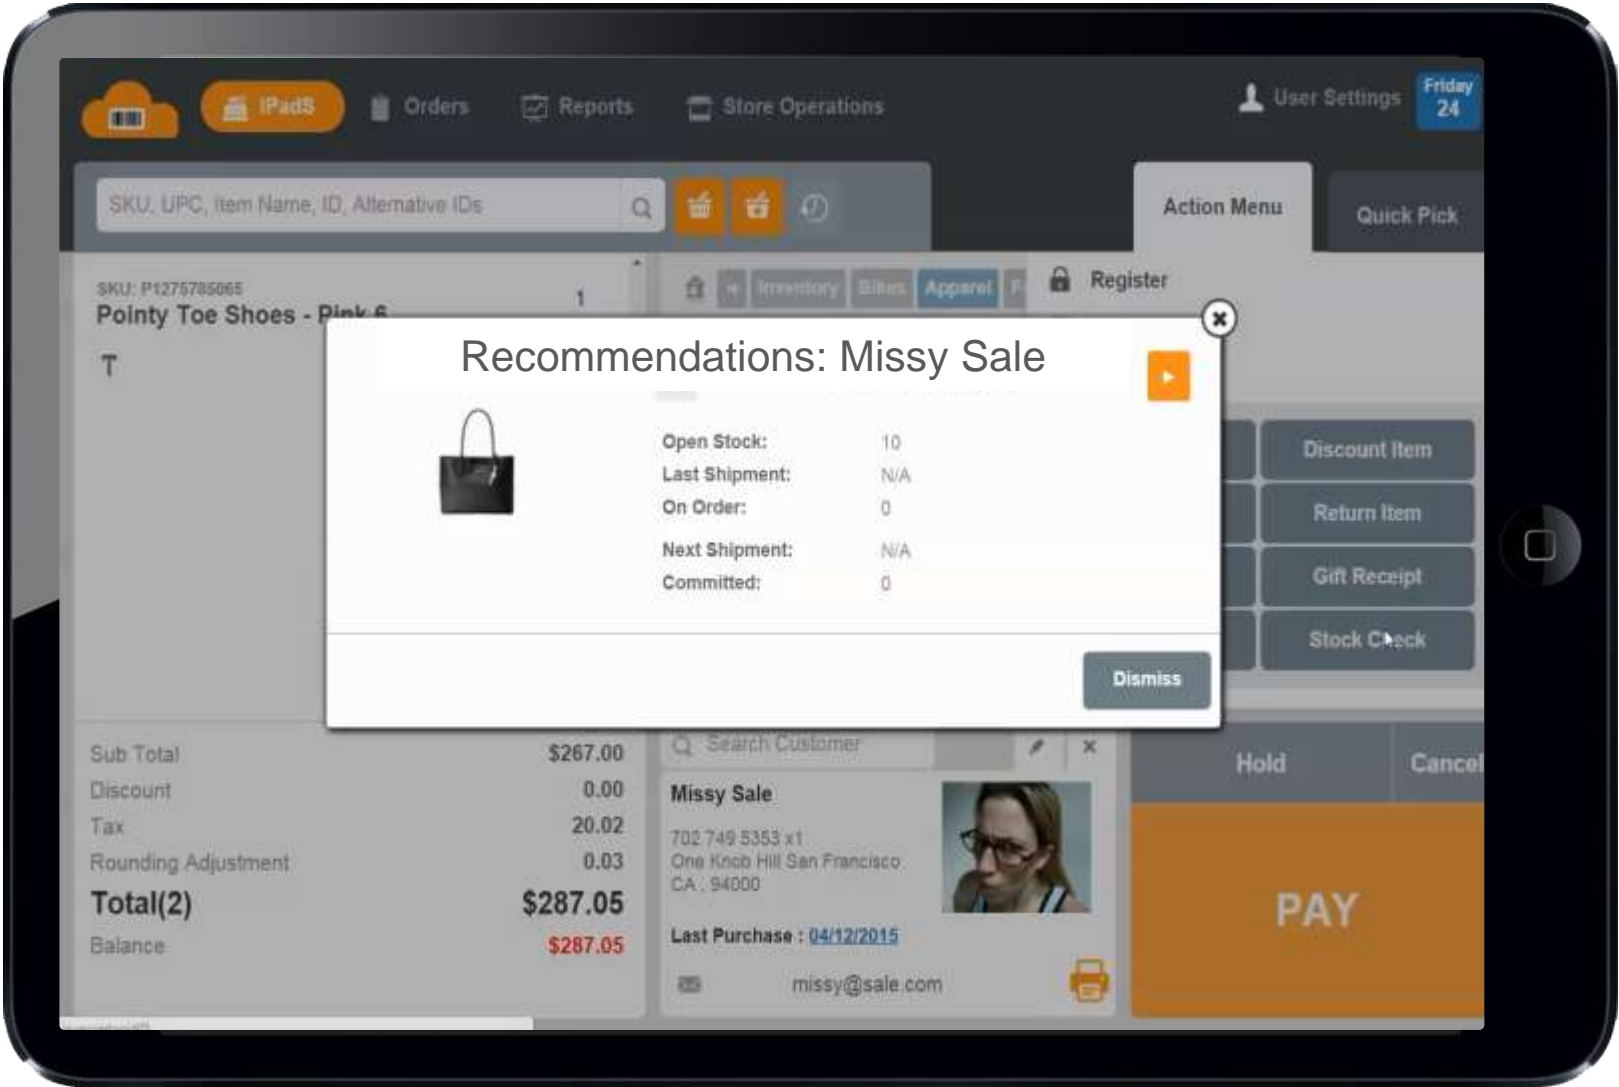 iPadS
Orders
Reports
Store Operations
User Settings
Friday
24
SKU, UPC, Item Name, ID, Alternative IDs
Action Menu
Quick Pick
SKU: P1275785065
1
Pointy Toe Shoes - Pink 6
T
Inventory
Bikes
Apparel
Register
Recommendations: Missy Sale
Open Stock: 10
Last Shipment: N/A
On Order: 0
Next Shipment: N/A
Committed: 0
Dismiss
Discount Item
Return Item
Gift Receipt
Stock Check
Sub Total $267.00
Discount 0.00
Tax 20.02
Rounding Adjustment 0.03
Total(2) $287.05
Balance $287.05
Search Customer
Missy Sale
702 749 5353 x1
One Knob Hill San Francisco
CA , 94000
Last Purchase : 04/12/2015
missy@sale.com
Hold
Cancel
PAY